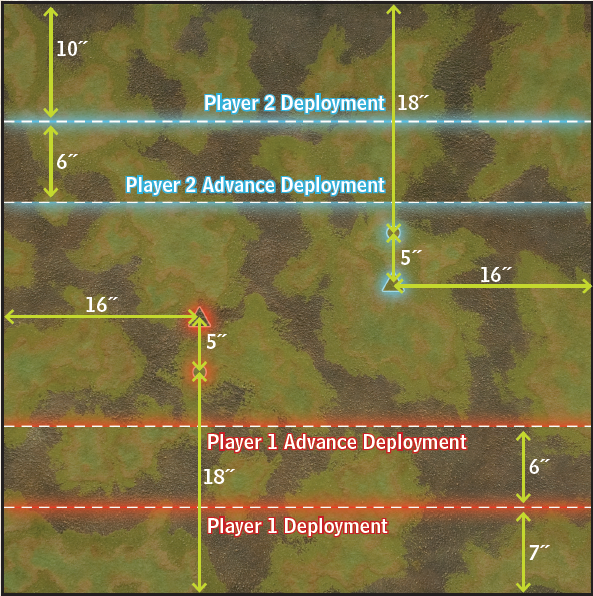 10″
18″
Player 2 Deployment
6″
Player 2 Advance Deployment
5″
16″
16″
5″
Player 1 Advance Deployment
6″
18″
Player 1 Deployment
7″